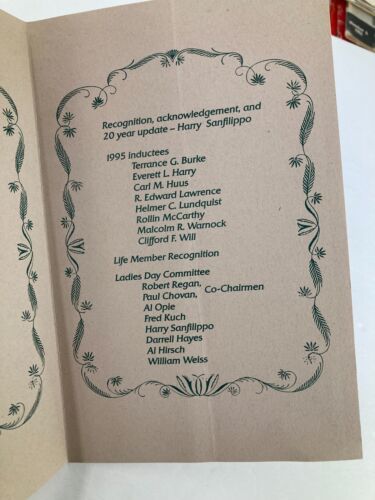 Recognition, acknowledgement, and
20 year update – Harry Sanfilippo
1995 inductees
Terrance G. Burke
Everett L. Harry
Carl M. Huus
R. Edward Lawrence
Helmer C. Lundquist
Rollin McCarthy
Malcolm R. Warnock
Clifford F. Will
Life Member Recognition
Ladies Day Committee
Robert Regan,
Paul Chovan, Co-Chairmen
Al Opie
Fred Kuch
Harry Sanfilippo
Darrell Hayes
Al Hirsch
William Weiss